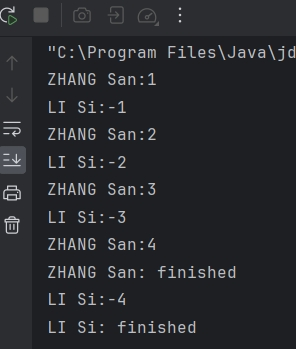 "C:\Program Files\Java\jd
ZHANG San:1
LI Si:-1
ZHANG San:2
LI Si:-2
ZHANG San:3
LI Si:-3
ZHANG San:4
ZHANG San: finished
LI Si:-4
LI Si: finished